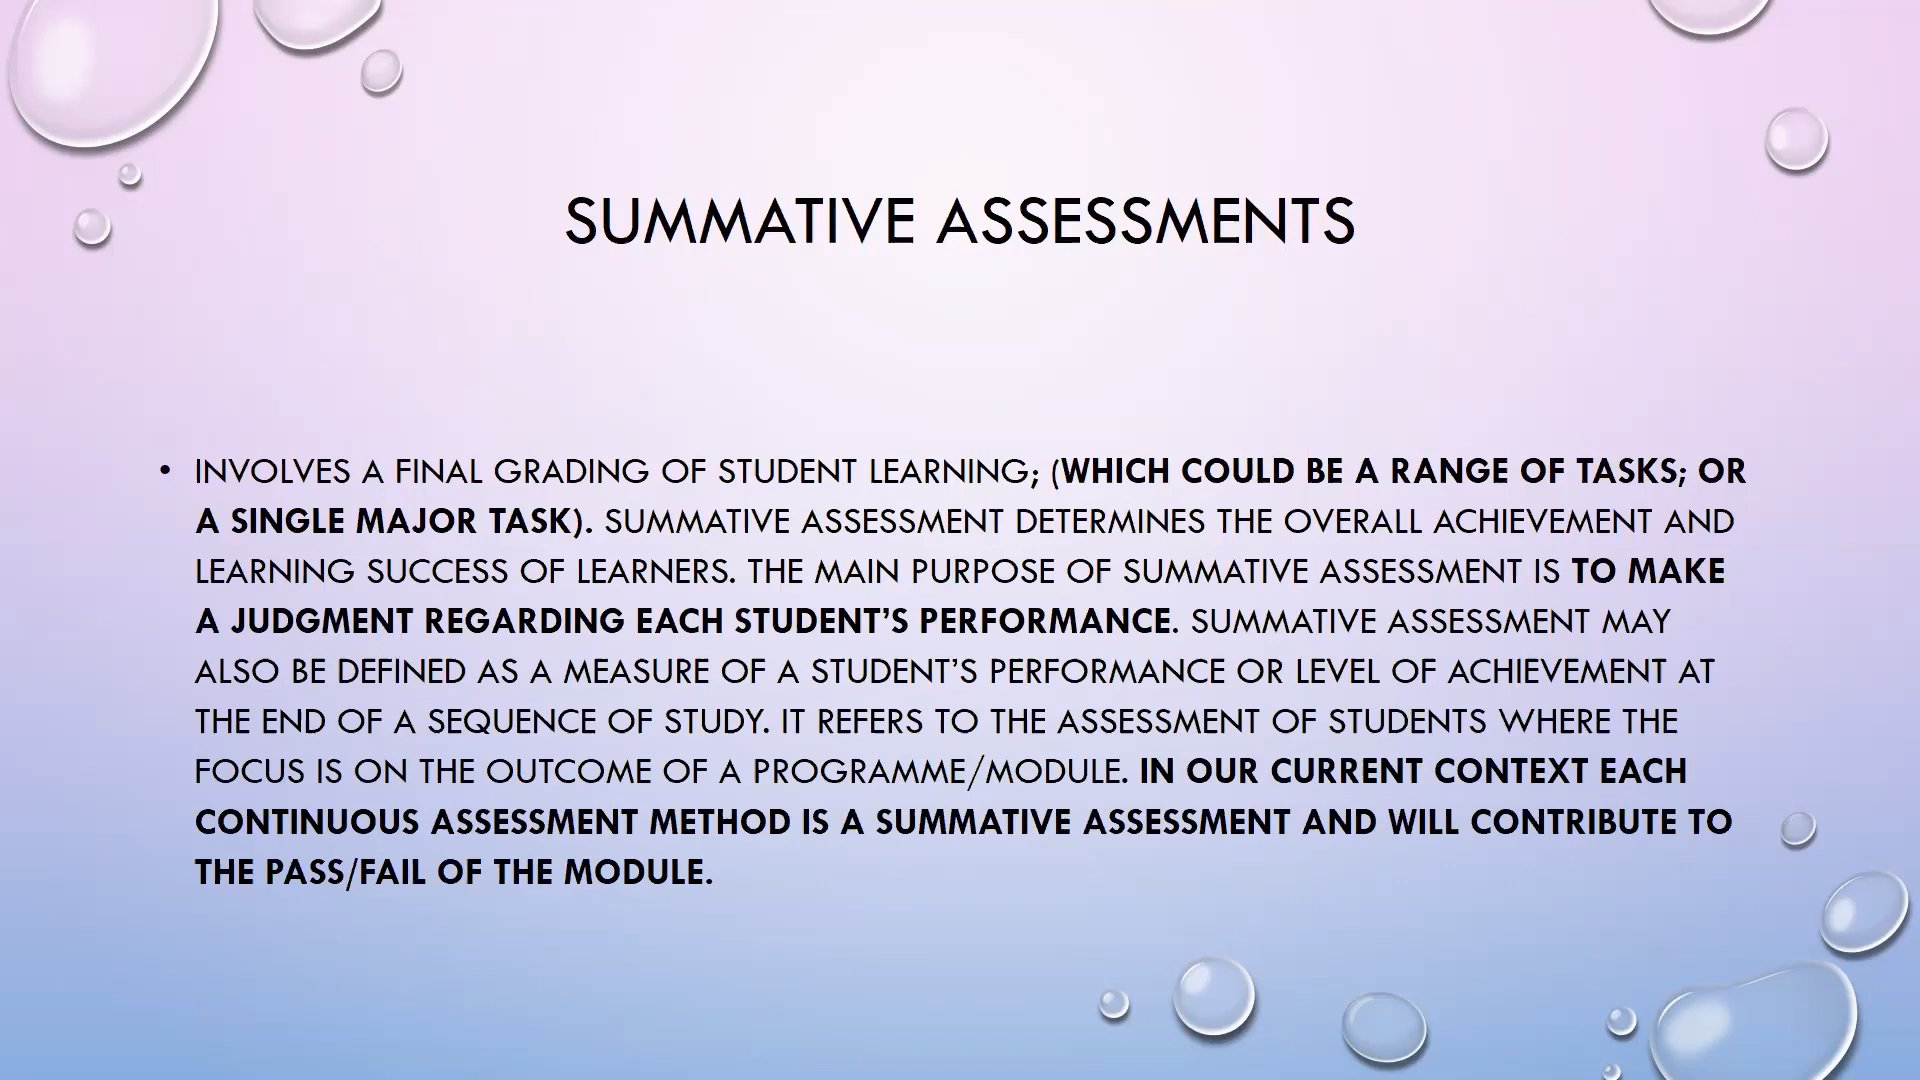 SUMMATIVE ASSESSMENTS
• INVOLVES A FINAL GRADING OF STUDENT LEARNING; (WHICH COULD BE A RANGE OF TASKS; OR
A SINGLE MAJOR TASK). SUMMATIVE ASSESSMENT DETERMINES THE OVERALL ACHIEVEMENT AND
LEARNING SUCCESS OF LEARNERS. THE MAIN PURPOSE OF SUMMATIVE ASSESSMENT IS TO MAKE
A JUDGMENT REGARDING EACH STUDENT’S PERFORMANCE. SUMMATIVE ASSESSMENT MAY
ALSO BE DEFINED AS A MEASURE OF A STUDENT’S PERFORMANCE OR LEVEL OF ACHIEVEMENT AT
THE END OF A SEQUENCE OF STUDY. IT REFERS TO THE ASSESSMENT OF STUDENTS WHERE THE
FOCUS IS ON THE OUTCOME OF A PROGRAMME/MODULE. IN OUR CURRENT CONTEXT EACH
CONTINUOUS ASSESSMENT METHOD IS A SUMMATIVE ASSESSMENT AND WILL CONTRIBUTE TO
THE PASS/FAIL OF THE MODULE.